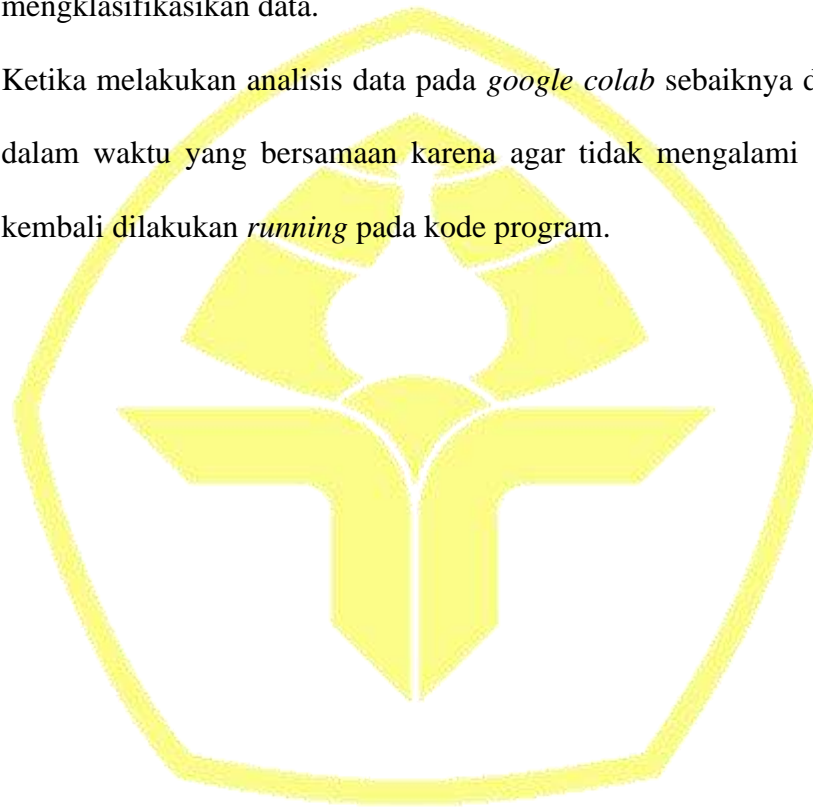 mengklasifikasikan data.
Ketika melakukan analisis data pada google colab sebaiknya
dalam waktu yang bersamaan karena agar tidak mengalami
kembali dilakukan running pada kode program.